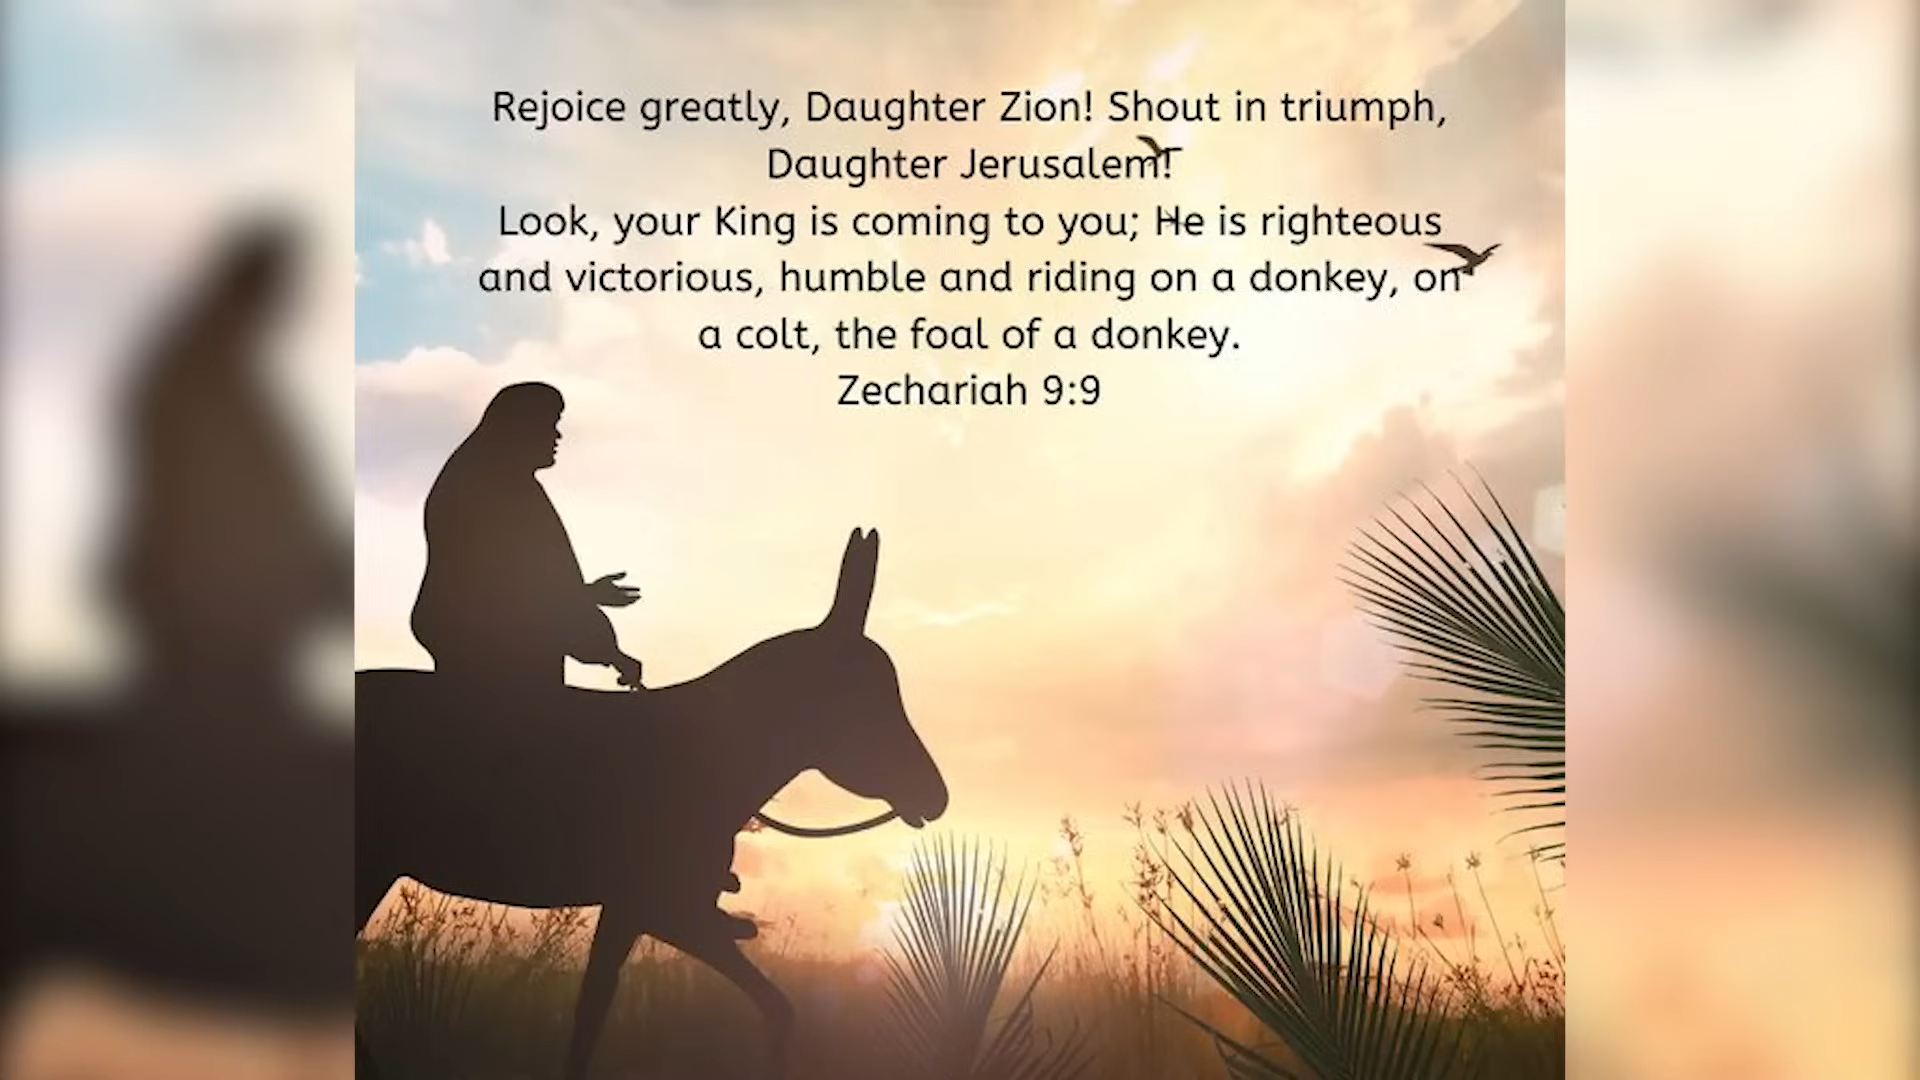 Rejoice greatly, Daughter Zion! Shout in triumph,
Daughter Jerusalem!
Look, your King is coming to you; He is righteous
and victorious, humble and riding on a donkey, on
a colt, the foal of a donkey.
Zechariah 9:9